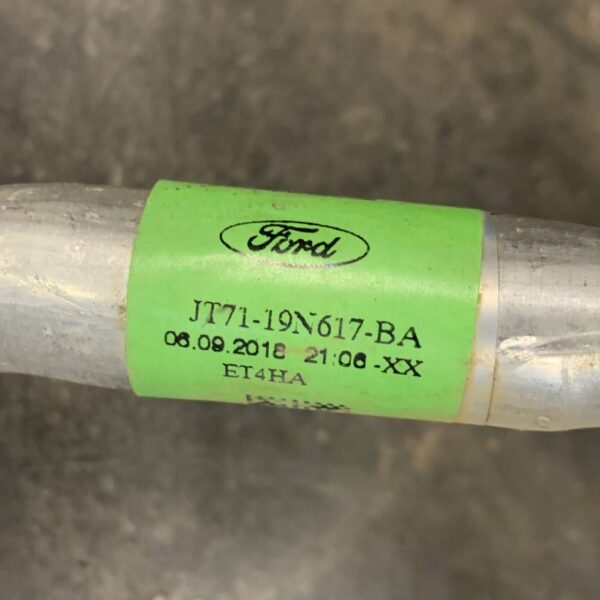 Ford
JT71-19N617-BA
06.09.2018 21:06 -XX
ET4HA